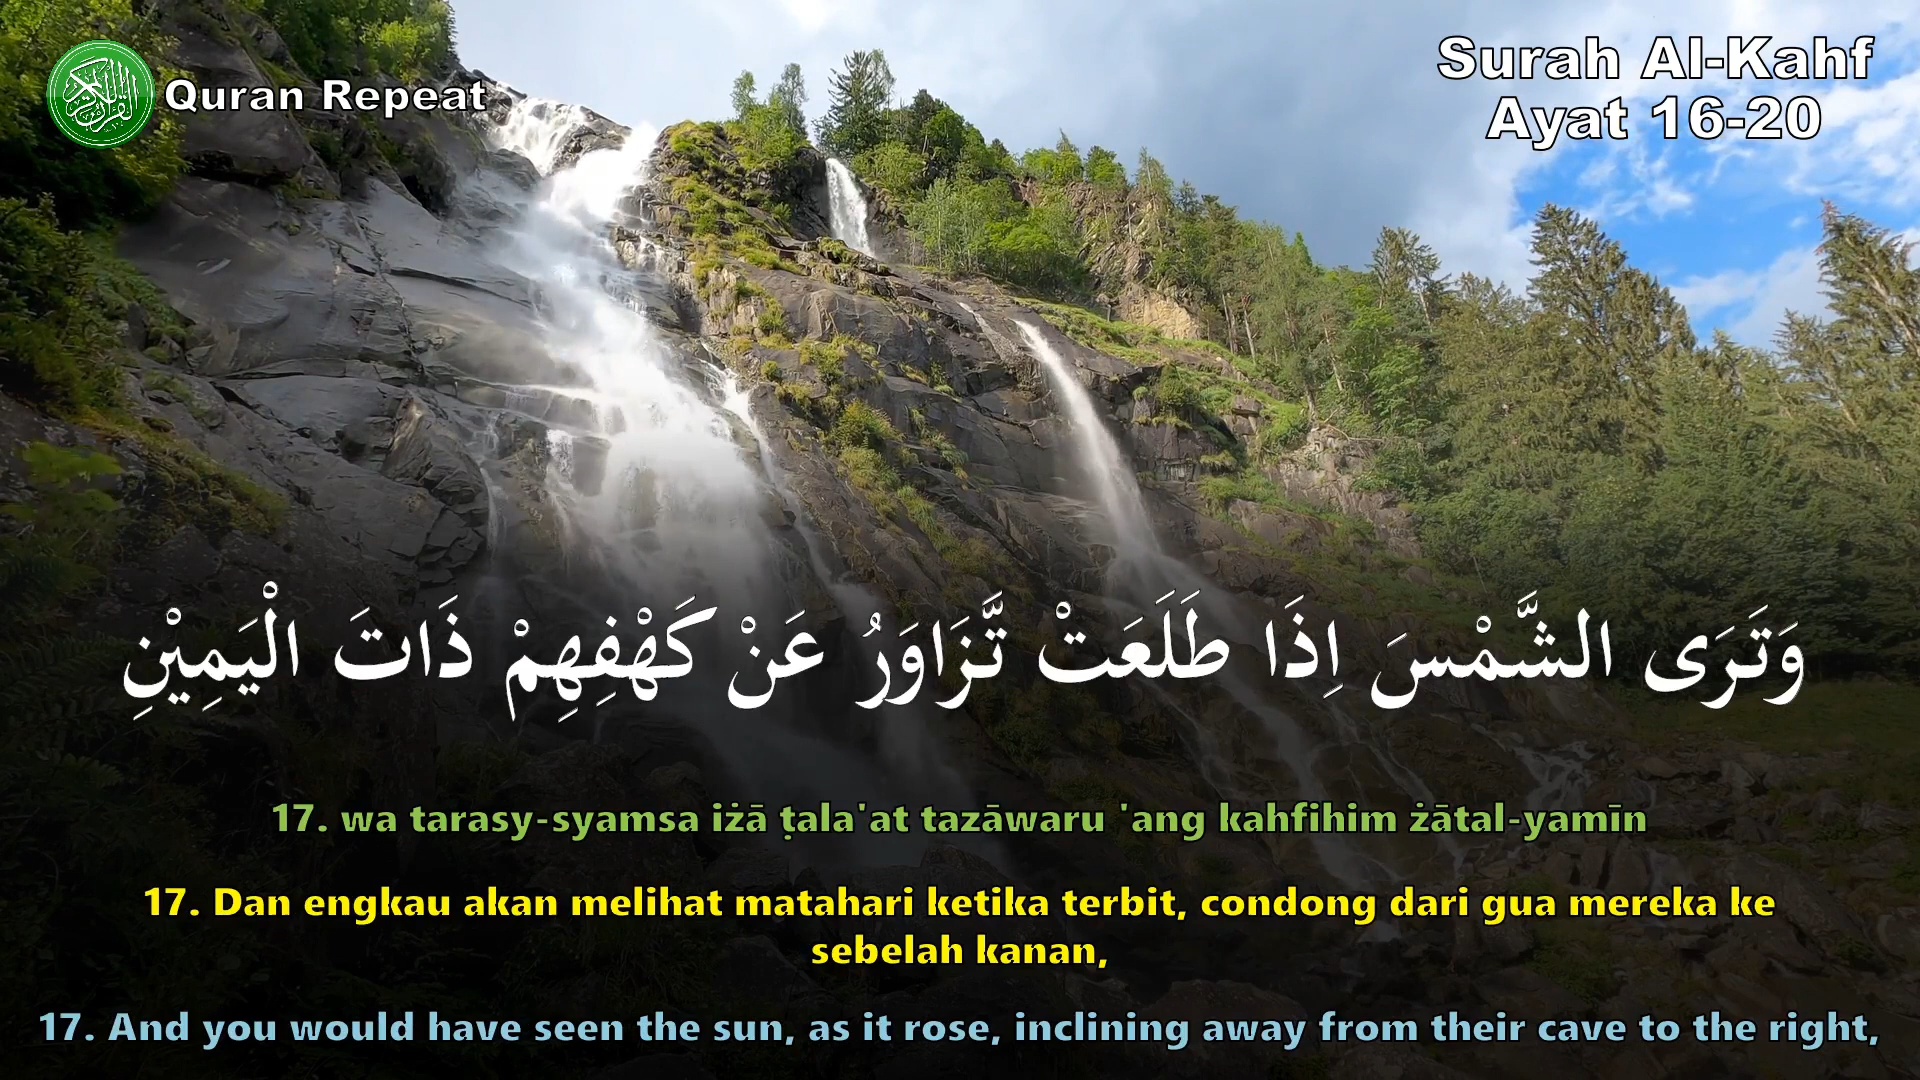 Quran Repeat
Surah Al-Kahf
Ayat 16-20
وَتَرَى الشَّمْسَ اِذَا طَلَعَتْ تَّزَاوَرُ عَنْ كَهْفِهِمْ ذَاتَ الْيَمِيْنِ
17. wa tarasy-syamsa iżā ṭala'at tazāwaru 'ang kahfihim żātal-yamīn
17. Dan engkau akan melihat matahari ketika terbit, condong dari gua mereka ke
sebelah kanan,
17. And you would have seen the sun, as it rose, inclining away from their cave to the right,